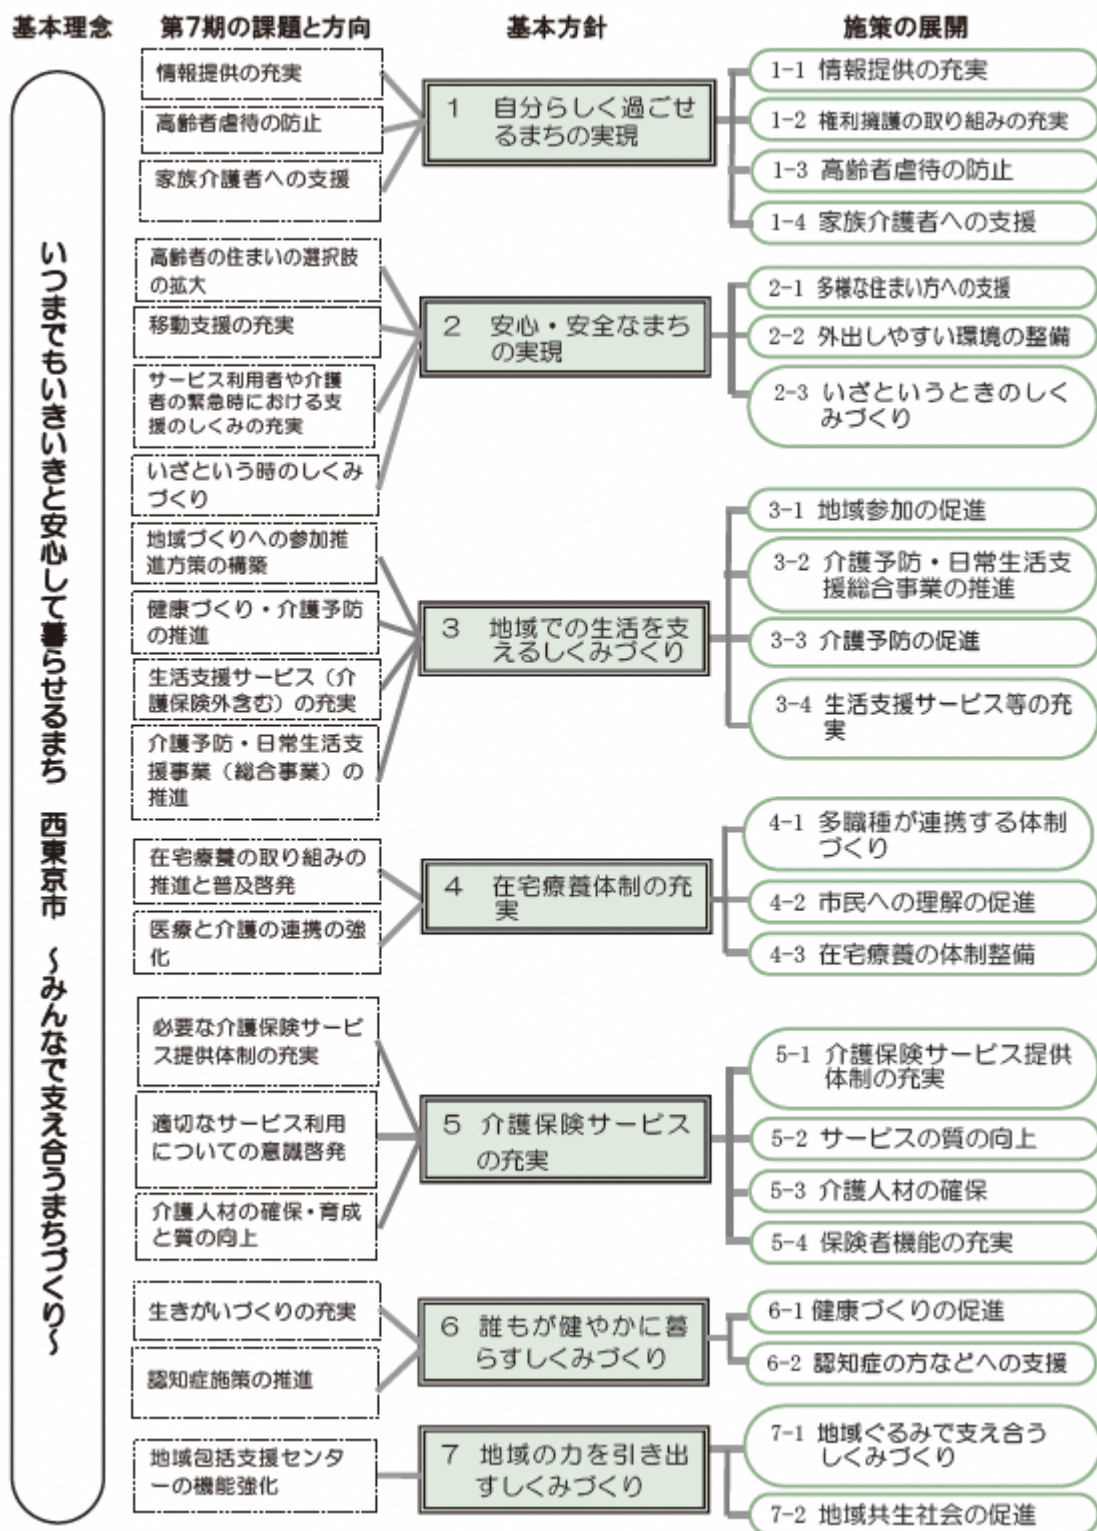 基本理念
第7期の課題と方向
基本方針
施策の展開
いつまでもいきいきと安心して暮らせるまち　西東京市　～みんなで支え合うまちづくり～
情報提供の充実
高齢者虐待の防止
家族介護者への支援
1　自分らしく過ごせ
るまちの実現
1-1 情報提供の充実
1-2 権利擁護の取り組みの充実
1-3 高齢者虐待の防止
1-4 家族介護者への支援
高齢者の住まいの選択肢
の拡大
移動支援の充実
サービス利用者や介護
者の緊急時における支
援のしくみの充実
いざという時のしくみ
づくり
2　安心・安全なまち
の実現
2-1 多様な住まい方への支援
2-2 外出しやすい環境の整備
2-3 いざというときのしく
みづくり
地域づくりへの参加推
進方策の構築
健康づくり・介護予防
の推進
生活支援サービス（介
護保険外含む）の充実
介護予防・日常生活支
援事業（総合事業）の
推進
3　地域での生活を支
えるしくみづくり
3-1 地域参加の促進
3-2 介護予防・日常生活支
援総合事業の推進
3-3 介護予防の促進
3-4 生活支援サービス等の充
実
在宅療養の取り組みの
推進と普及啓発
医療と介護の連携の強
化
4　在宅療養体制の充
実
4-1 多職種が連携する体制
づくり
4-2 市民への理解の促進
4-3 在宅療養の体制整備
必要な介護保険サービ
ス提供体制の充実
適切なサービス利用
についての意識啓発
介護人材の確保・育成
と質の向上
5　介護保険サービス
の充実
5-1 介護保険サービス提供
体制の充実
5-2 サービスの質の向上
5-3 介護人材の確保
5-4 保険者機能の充実
生きがいづくりの充実
認知症施策の推進
6　誰もが健やかに暮
らすしくみづくり
6-1 健康づくりの促進
6-2 認知症の方などへの支援
地域包括支援センタ
ーの機能強化
7　地域の力を引き出
すしくみづくり
7-1 地域ぐるみで支え合う
しくみづくり
7-2 地域共生社会の促進